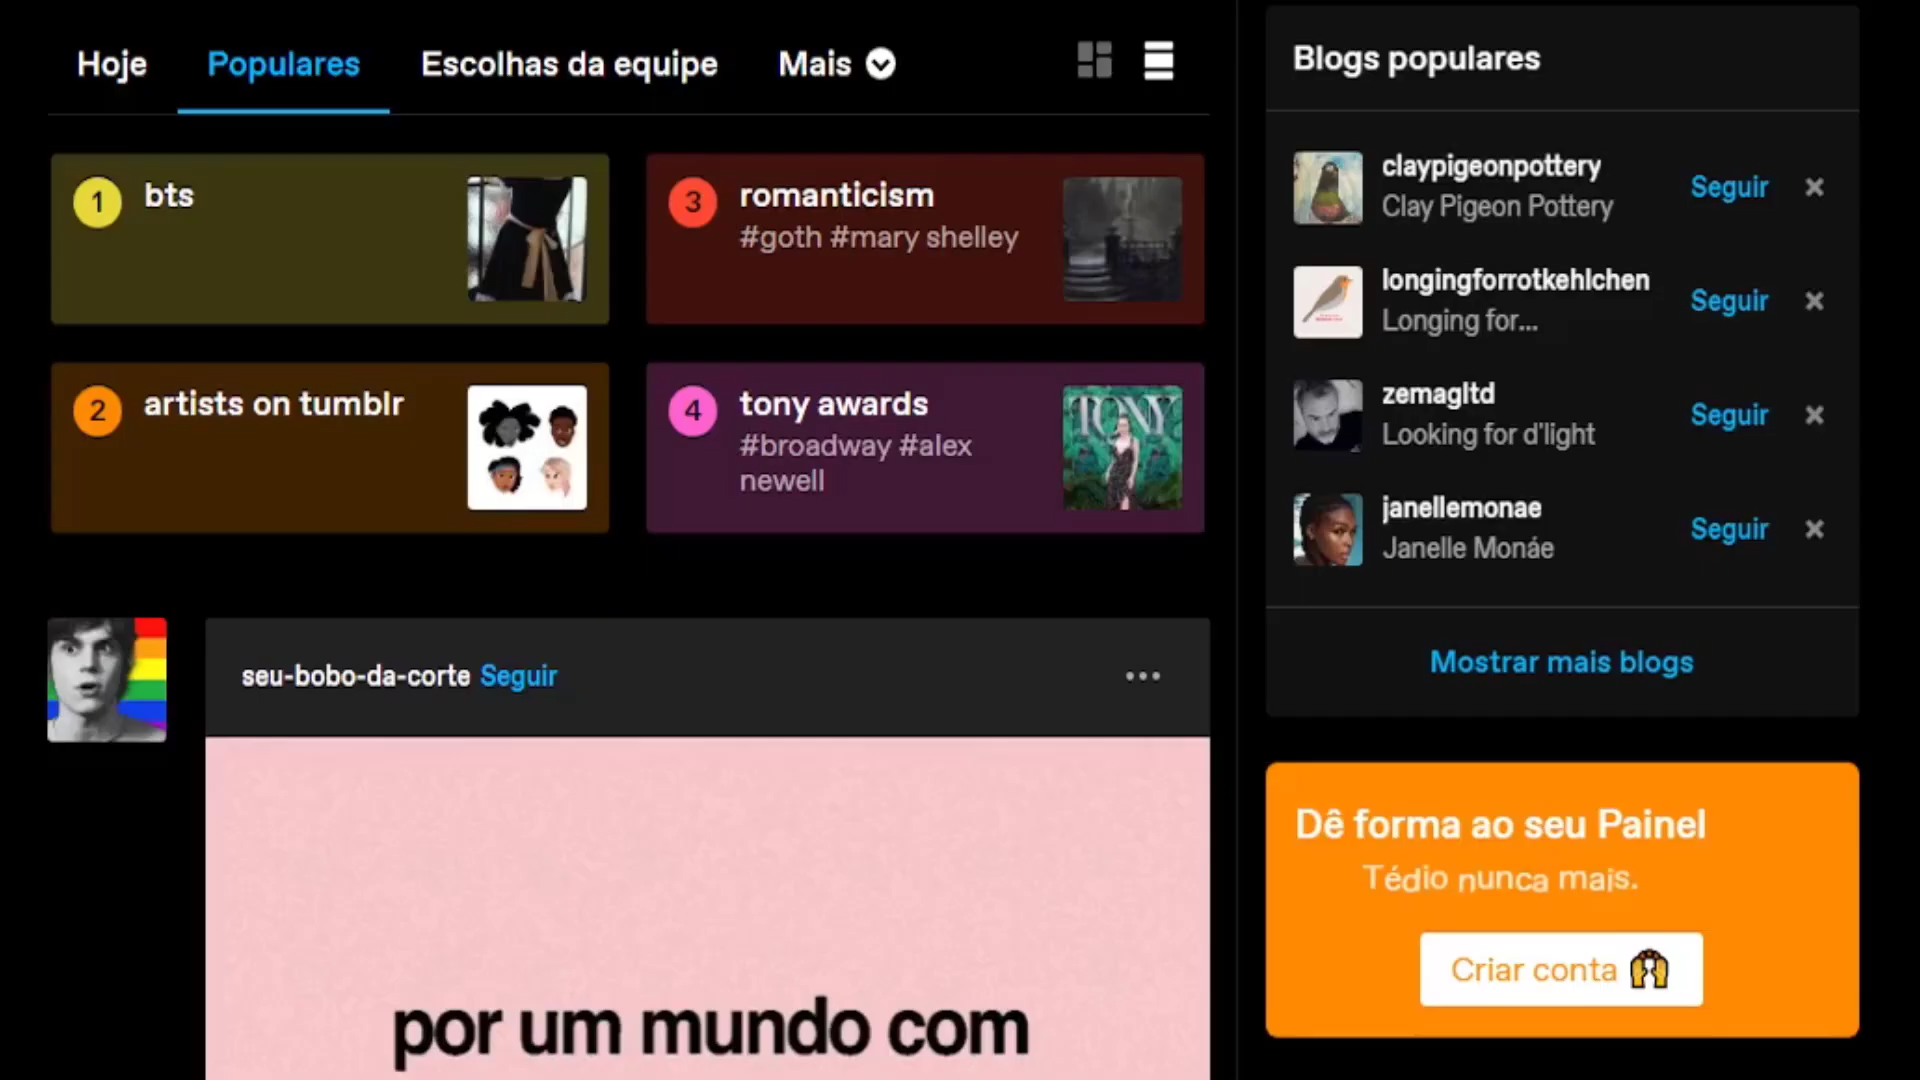 Hoje
Populares
Escolhas da equipe
Mais
1
bts
3
romanticism
#goth #mary shelley
2
artists on tumblr
4
tony awards
#broadway #alex
newell
TONY
seu-bobo-da-corte Seguir
por um mundo com
Blogs populares
claypigeonpottery
Clay Pigeon Pottery
Seguir
longingforrotkehlchen
Longing for...
Seguir
zemagltd
Looking for d'light
Seguir
janellemonae
Janelle Monáe
Seguir
Mostrar mais blogs
Dê forma ao seu Painel
Tédio nunca mais.
Criar conta